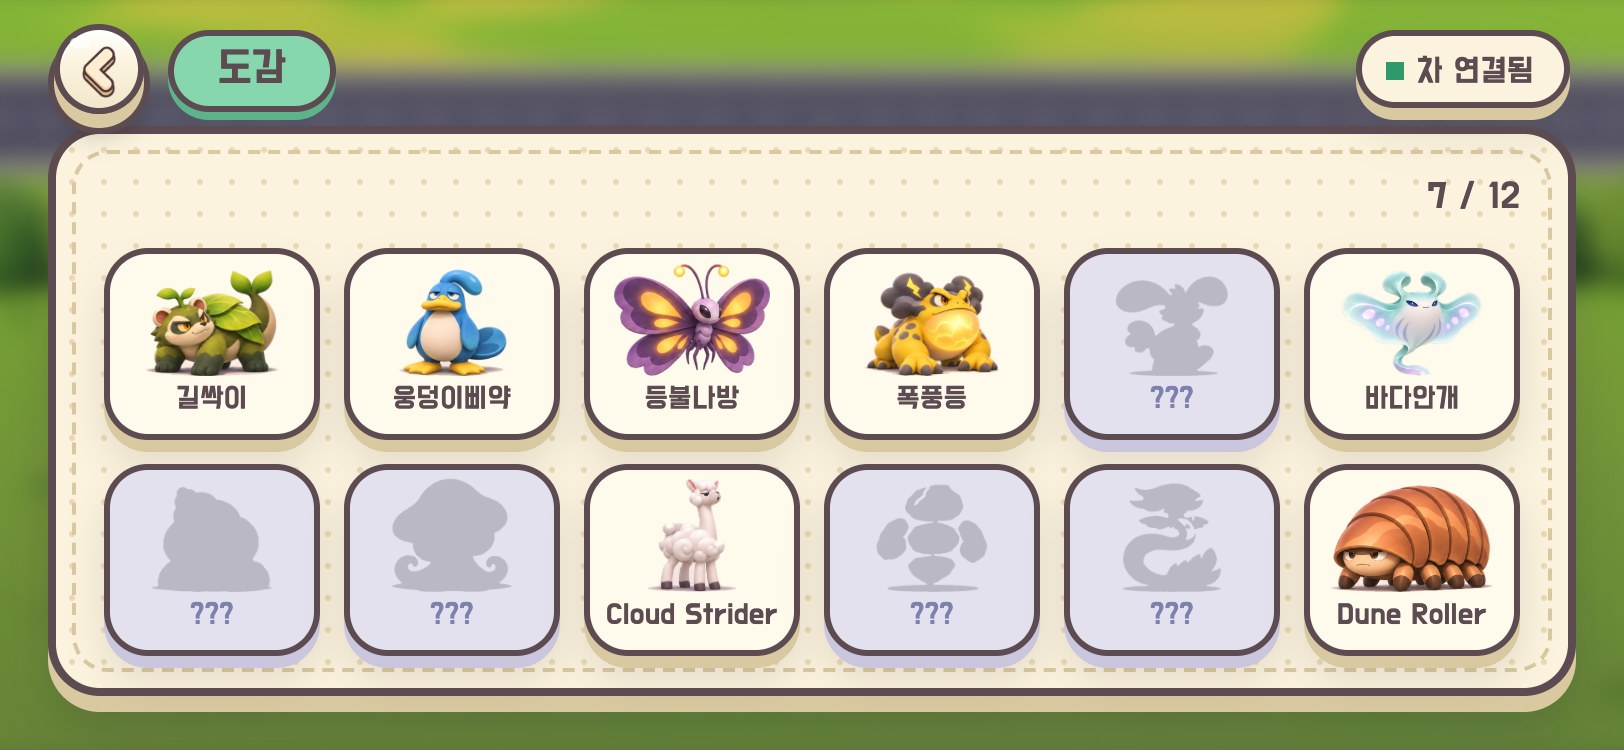 도감
차 연결됨
7 / 12
길싹이
웅덩이삐약
등불나방
폭풍등
???
바다안개
???
???
Cloud Strider
???
???
Dune Roller